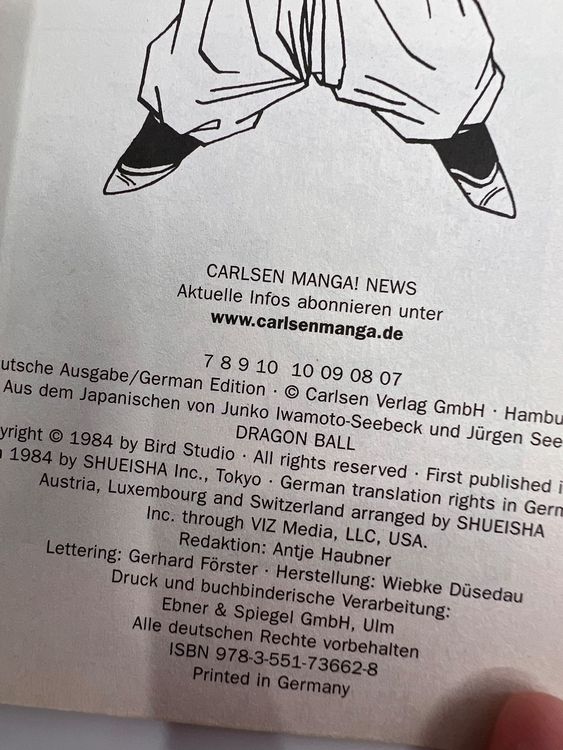 CARLSEN MANGA! NEWS
Aktuelle Infos abonnieren unter
www.carlsenmanga.de
7 8 9 10 10 09 08 07
utsche Ausgabe/German Edition · © Carlsen Verlag GmbH · Hambu
Aus dem Japanischen von Junko Iwamoto-Seebeck und Jürgen See
DRAGON BALL
yright © 1984 by Bird Studio · All rights reserved · First published i
1984 by SHUEISHA Inc., Tokyo · German translation rights in Germ
Austria, Luxembourg and Switzerland arranged by SHUEISHA
Inc. through VIZ Media, LLC, USA.
Redaktion: Antje Haubner
Lettering: Gerhard Förster · Herstellung: Wiebke Düsedau
Druck und buchbinderische Verarbeitung:
Ebner & Spiegel GmbH, Ulm
Alle deutschen Rechte vorbehalten
ISBN 978-3-551-73662-8
Printed in Germany